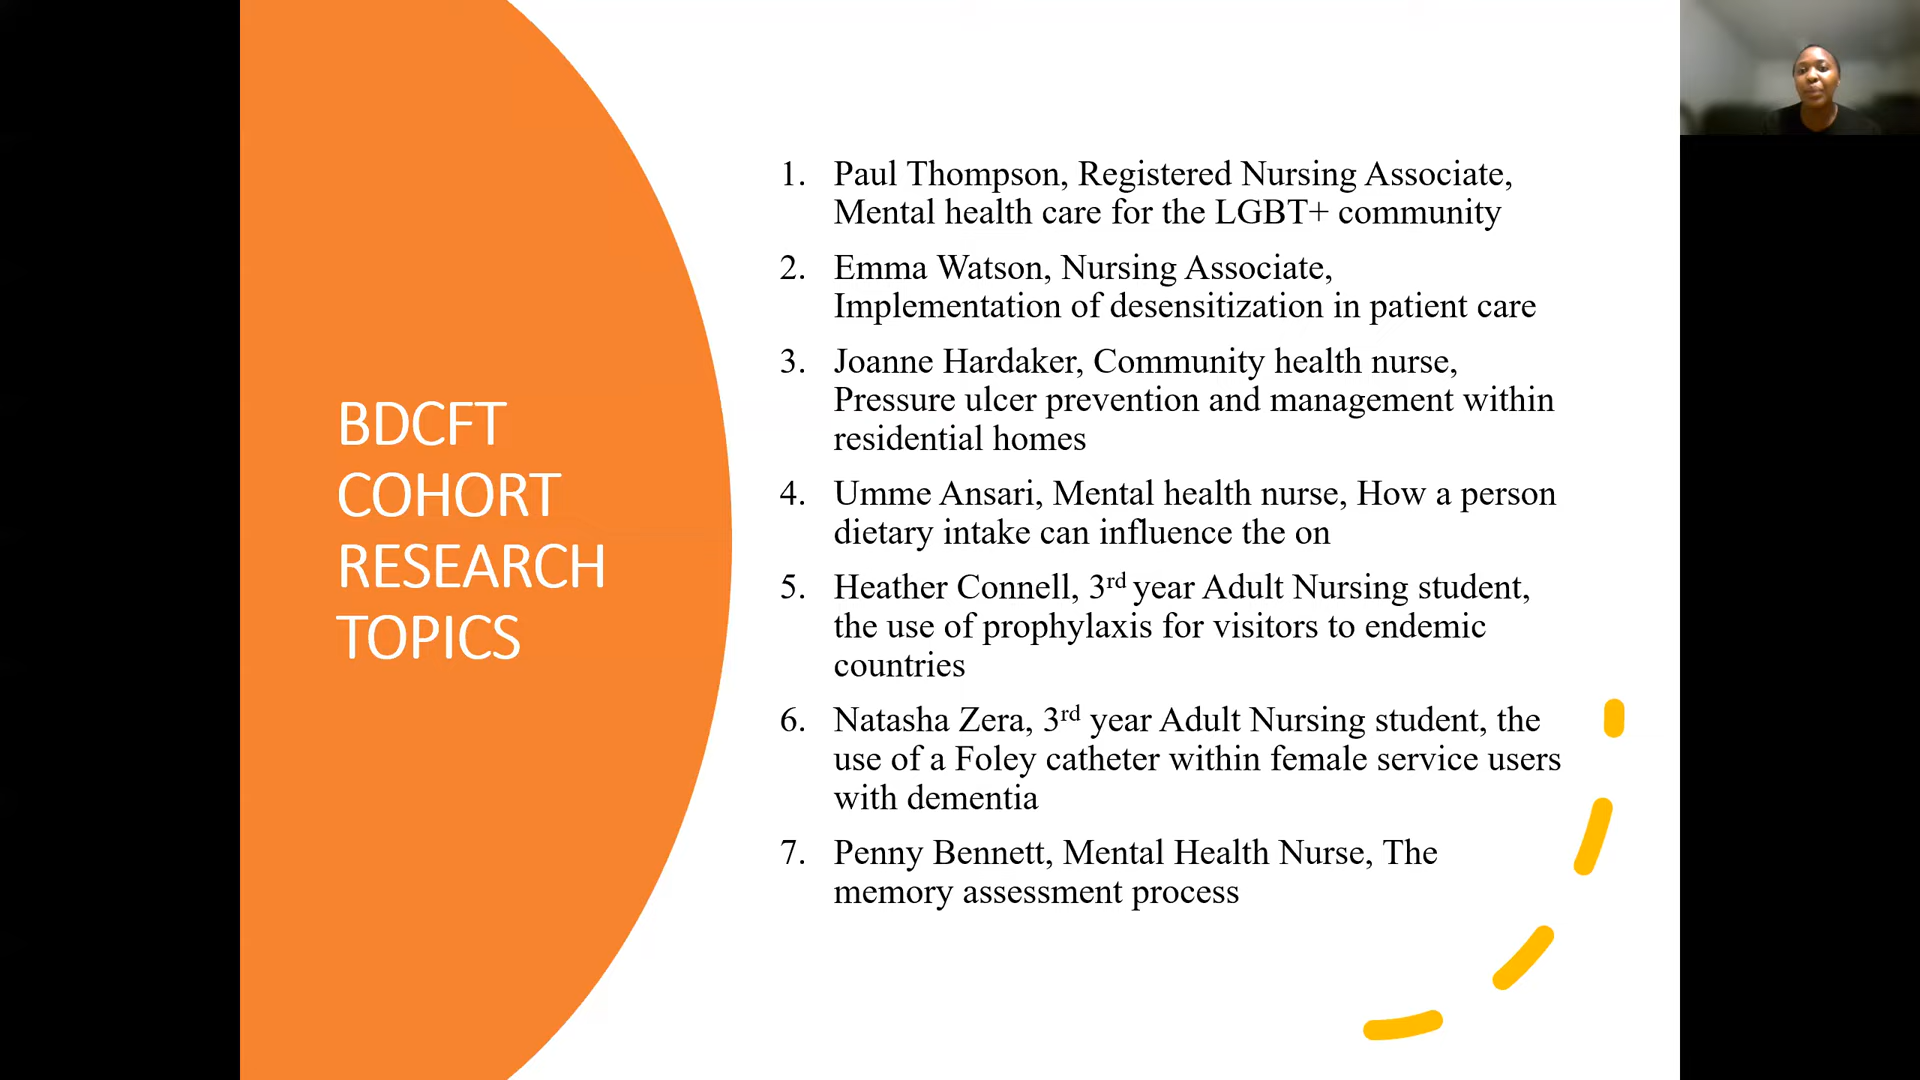 BDCFT
COHORT
RESEARCH
TOPICS
1. Paul Thompson, Registered Nursing Associate,
Mental health care for the LGBT+ community
2. Emma Watson, Nursing Associate,
Implementation of desensitization in patient care
3. Joanne Hardaker, Community health nurse,
Pressure ulcer prevention and management within
residential homes
4. Umme Ansari, Mental health nurse, How a person
dietary intake can influence the on
5. Heather Connell, 3rd year Adult Nursing student,
the use of prophylaxis for visitors to endemic
countries
6. Natasha Zera, 3rd year Adult Nursing student, the
use of a Foley catheter within female service users
with dementia
7. Penny Bennett, Mental Health Nurse, The
memory assessment process